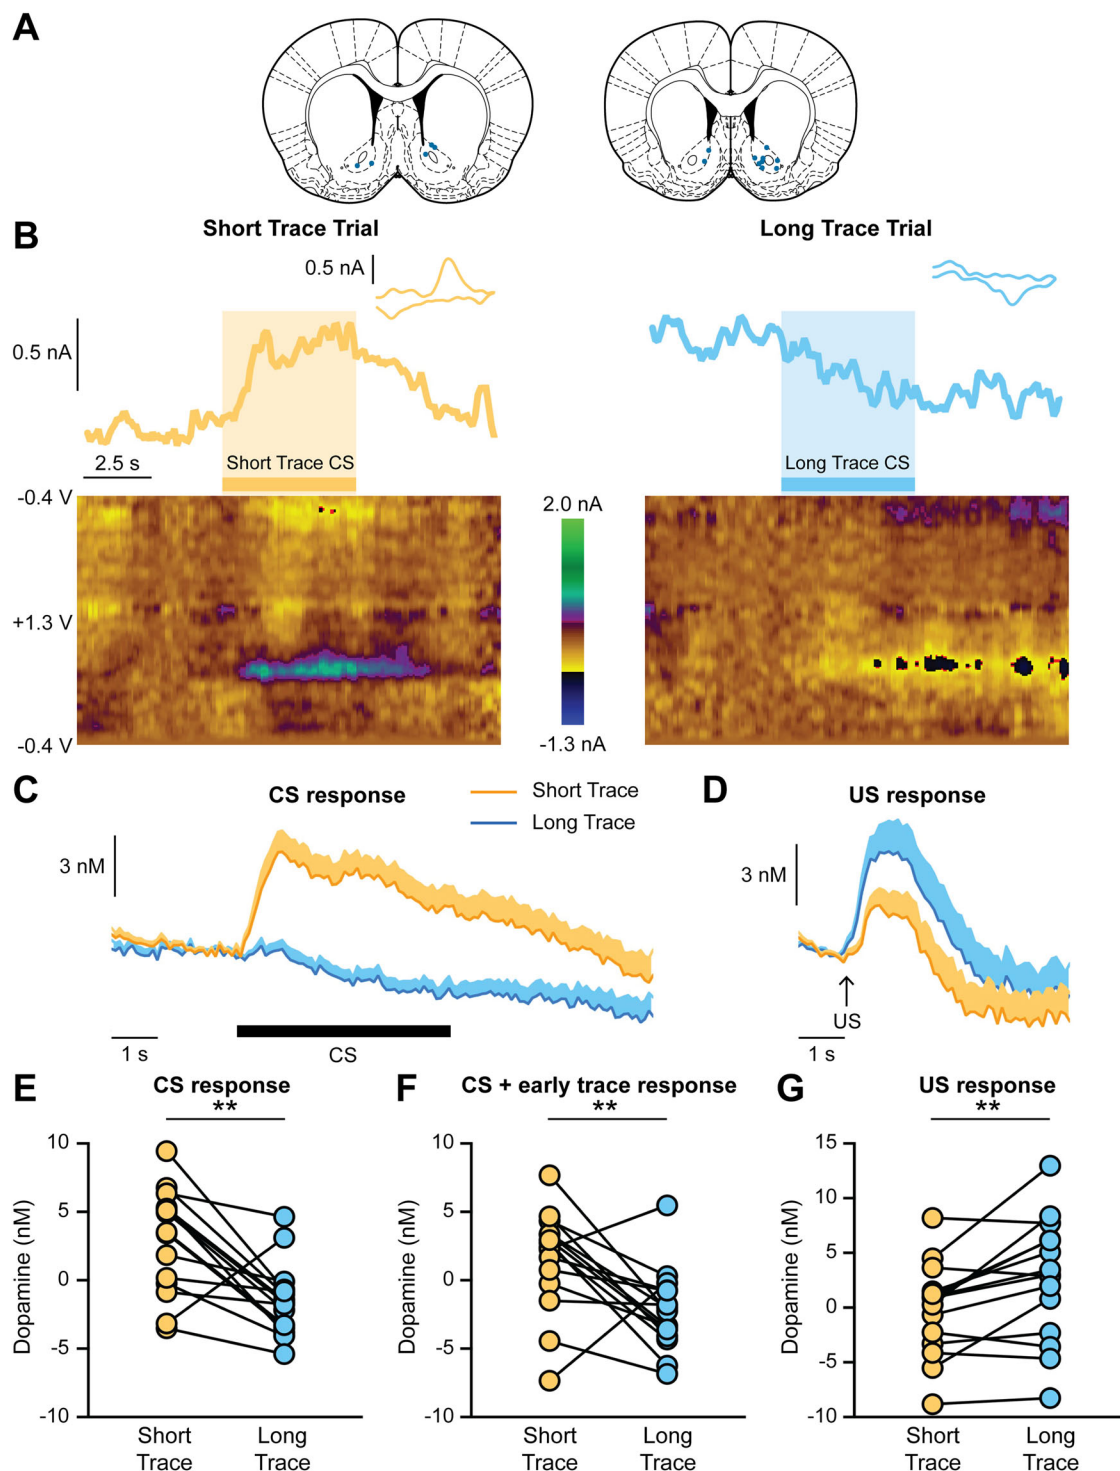 A
B
Short Trace Trial
Long Trace Trial
0.5 nA
0.5 nA
2.5 s
Short Trace CS
Long Trace CS
-0.4 V
+1.3 V
-0.4 V
2.0 nA
-1.3 nA
C
CS response
Short Trace
Long Trace
3 nM
1 s
CS
D
US response
3 nM
US
1 s
E
CS response
**
Dopamine (nM)
10
5
0
-5
-10
Short Trace
Long Trace
F
CS + early trace response
**
Dopamine (nM)
10
5
0
-5
-10
Short Trace
Long Trace
G
US response
**
Dopamine (nM)
15
10
5
0
-5
-10
Short Trace
Long Trace